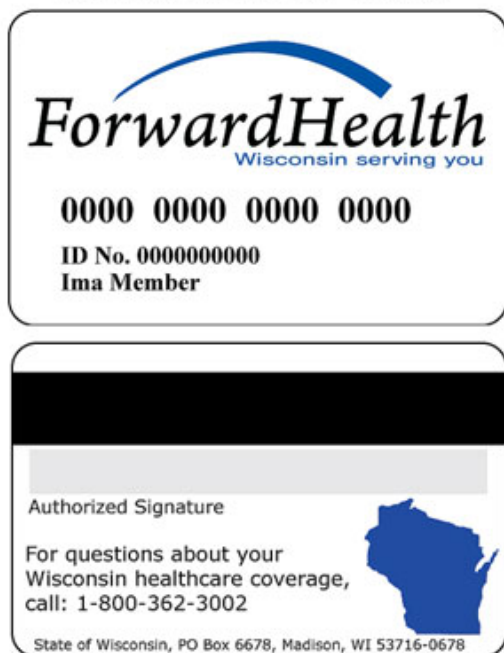 ForwardHealth
Wisconsin serving you
0000 0000 0000 0000
ID No. 0000000000
Ima Member
Authorized Signature
For questions about your
Wisconsin healthcare coverage,
call: 1-800-362-3002
State of Wisconsin, PO Box 6678, Madison, WI 53716-0678